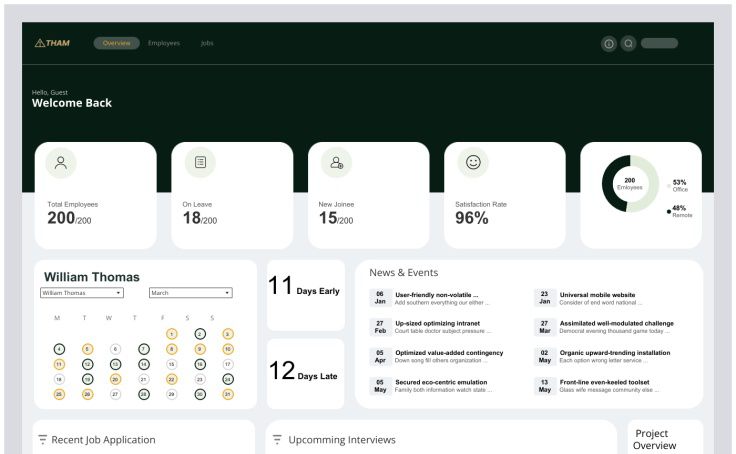 THAM
Overview
Employees
Jobs
Hello, Guest
Welcome Back
Total Employees
200/200
On Leave
18/200
New Joinee
15/200
Satisfaction Rate
96%
200
Emloyees
53%
Office
48%
Remote
William Thomas
William Thomas
March
M T W T F S S
1 2 3
4 5 6 7 8 9 10
11 12 13 14 15 16 17
18 19 20 21 22 23 24
25 26 27 28 29 30 31
11 Days Early
12 Days Late
News & Events
06 Jan
User-friendly non-volatile ...
Add southern everything our either ...
23 Jan
Universal mobile website
Consider of end word national ...
27 Feb
Up-sized optimizing intranet
Court table doctor subject pressure ...
27 Mar
Assimilated well-modulated challenge
Democrat evening thousand game today ...
05 Apr
Optimized value-added contingency
Down song fill others organization ...
02 May
Organic upward-trending installation
Each option wrong letter service ...
05 May
Secured eco-centric emulation
Family both information watch state ...
13 May
Front-line even-keeled toolset
Glass wife message community else ...
Recent Job Application
Upcomming Interviews
Project
Overview